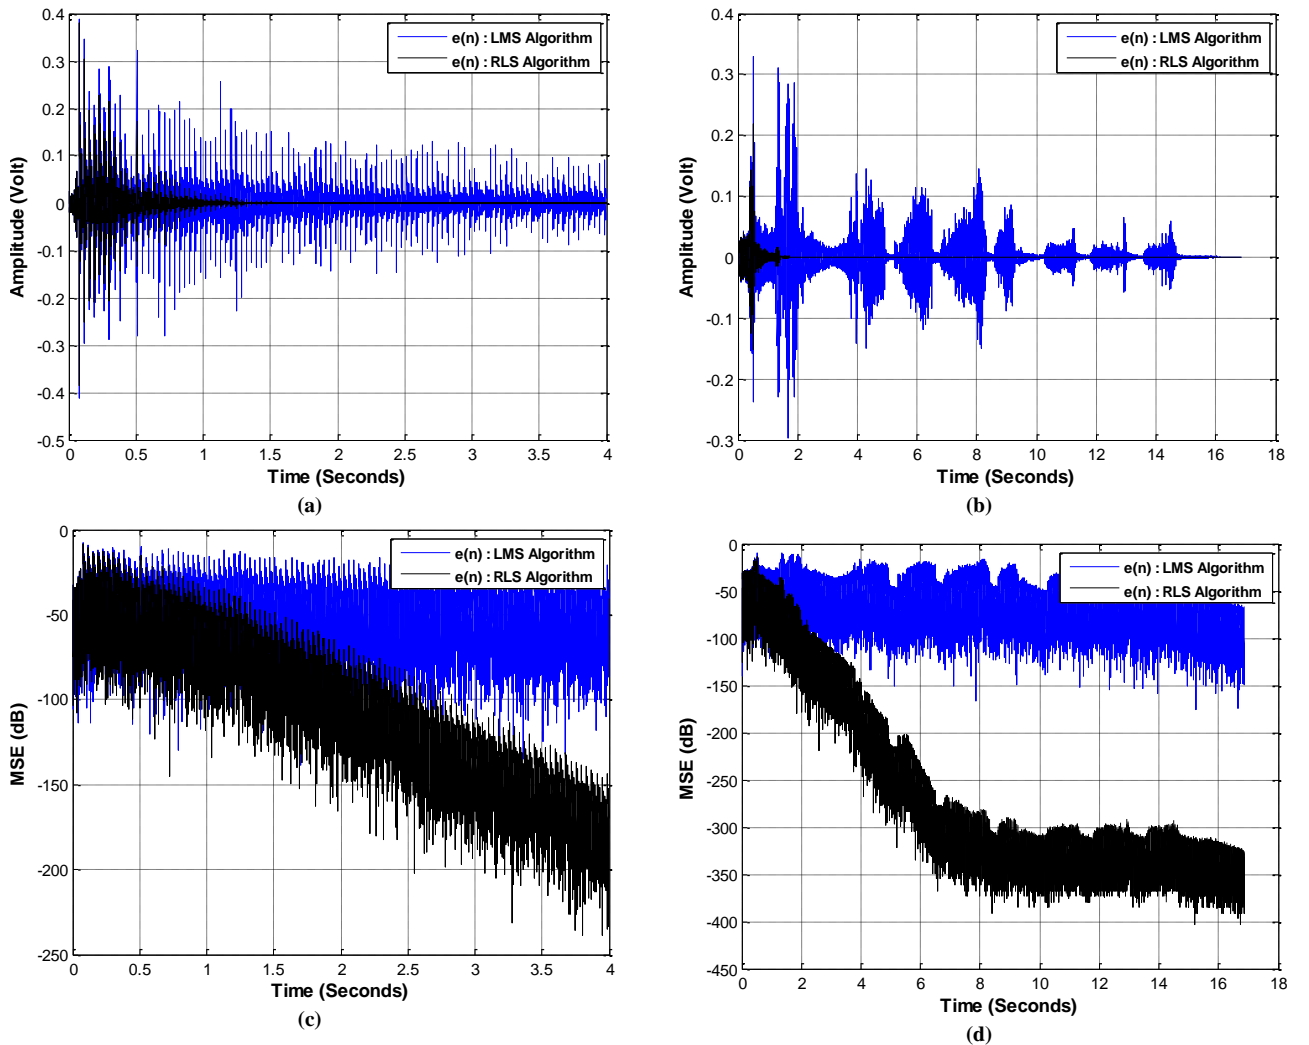 0.4
0.3
0.2
0.1
0
-0.1
-0.2
-0.3
-0.4
-0.5
Amplitude (Volt)
e(n) : LMS Algorithm
e(n) : RLS Algorithm
0 0.5 1 1.5 2 2.5 3 3.5 4
Time (Seconds)
(a)
0.4
0.3
0.2
0.1
0
-0.1
-0.2
-0.3
Amplitude (Volt)
e(n) : LMS Algorithm
e(n) : RLS Algorithm
0 2 4 6 8 10 12 14 16 18
Time (Seconds)
(b)
0
-50
-100
-150
-200
-250
MSE (dB)
e(n) : LMS Algorithm
e(n) : RLS Algorithm
0 0.5 1 1.5 2 2.5 3 3.5 4
Time (Seconds)
(c)
0
-50
-100
-150
-200
-250
-300
-350
-400
-450
MSE (dB)
e(n) : LMS Algorithm
e(n) : RLS Algorithm
0 2 4 6 8 10 12 14 16 18
Time (Seconds)
(d)